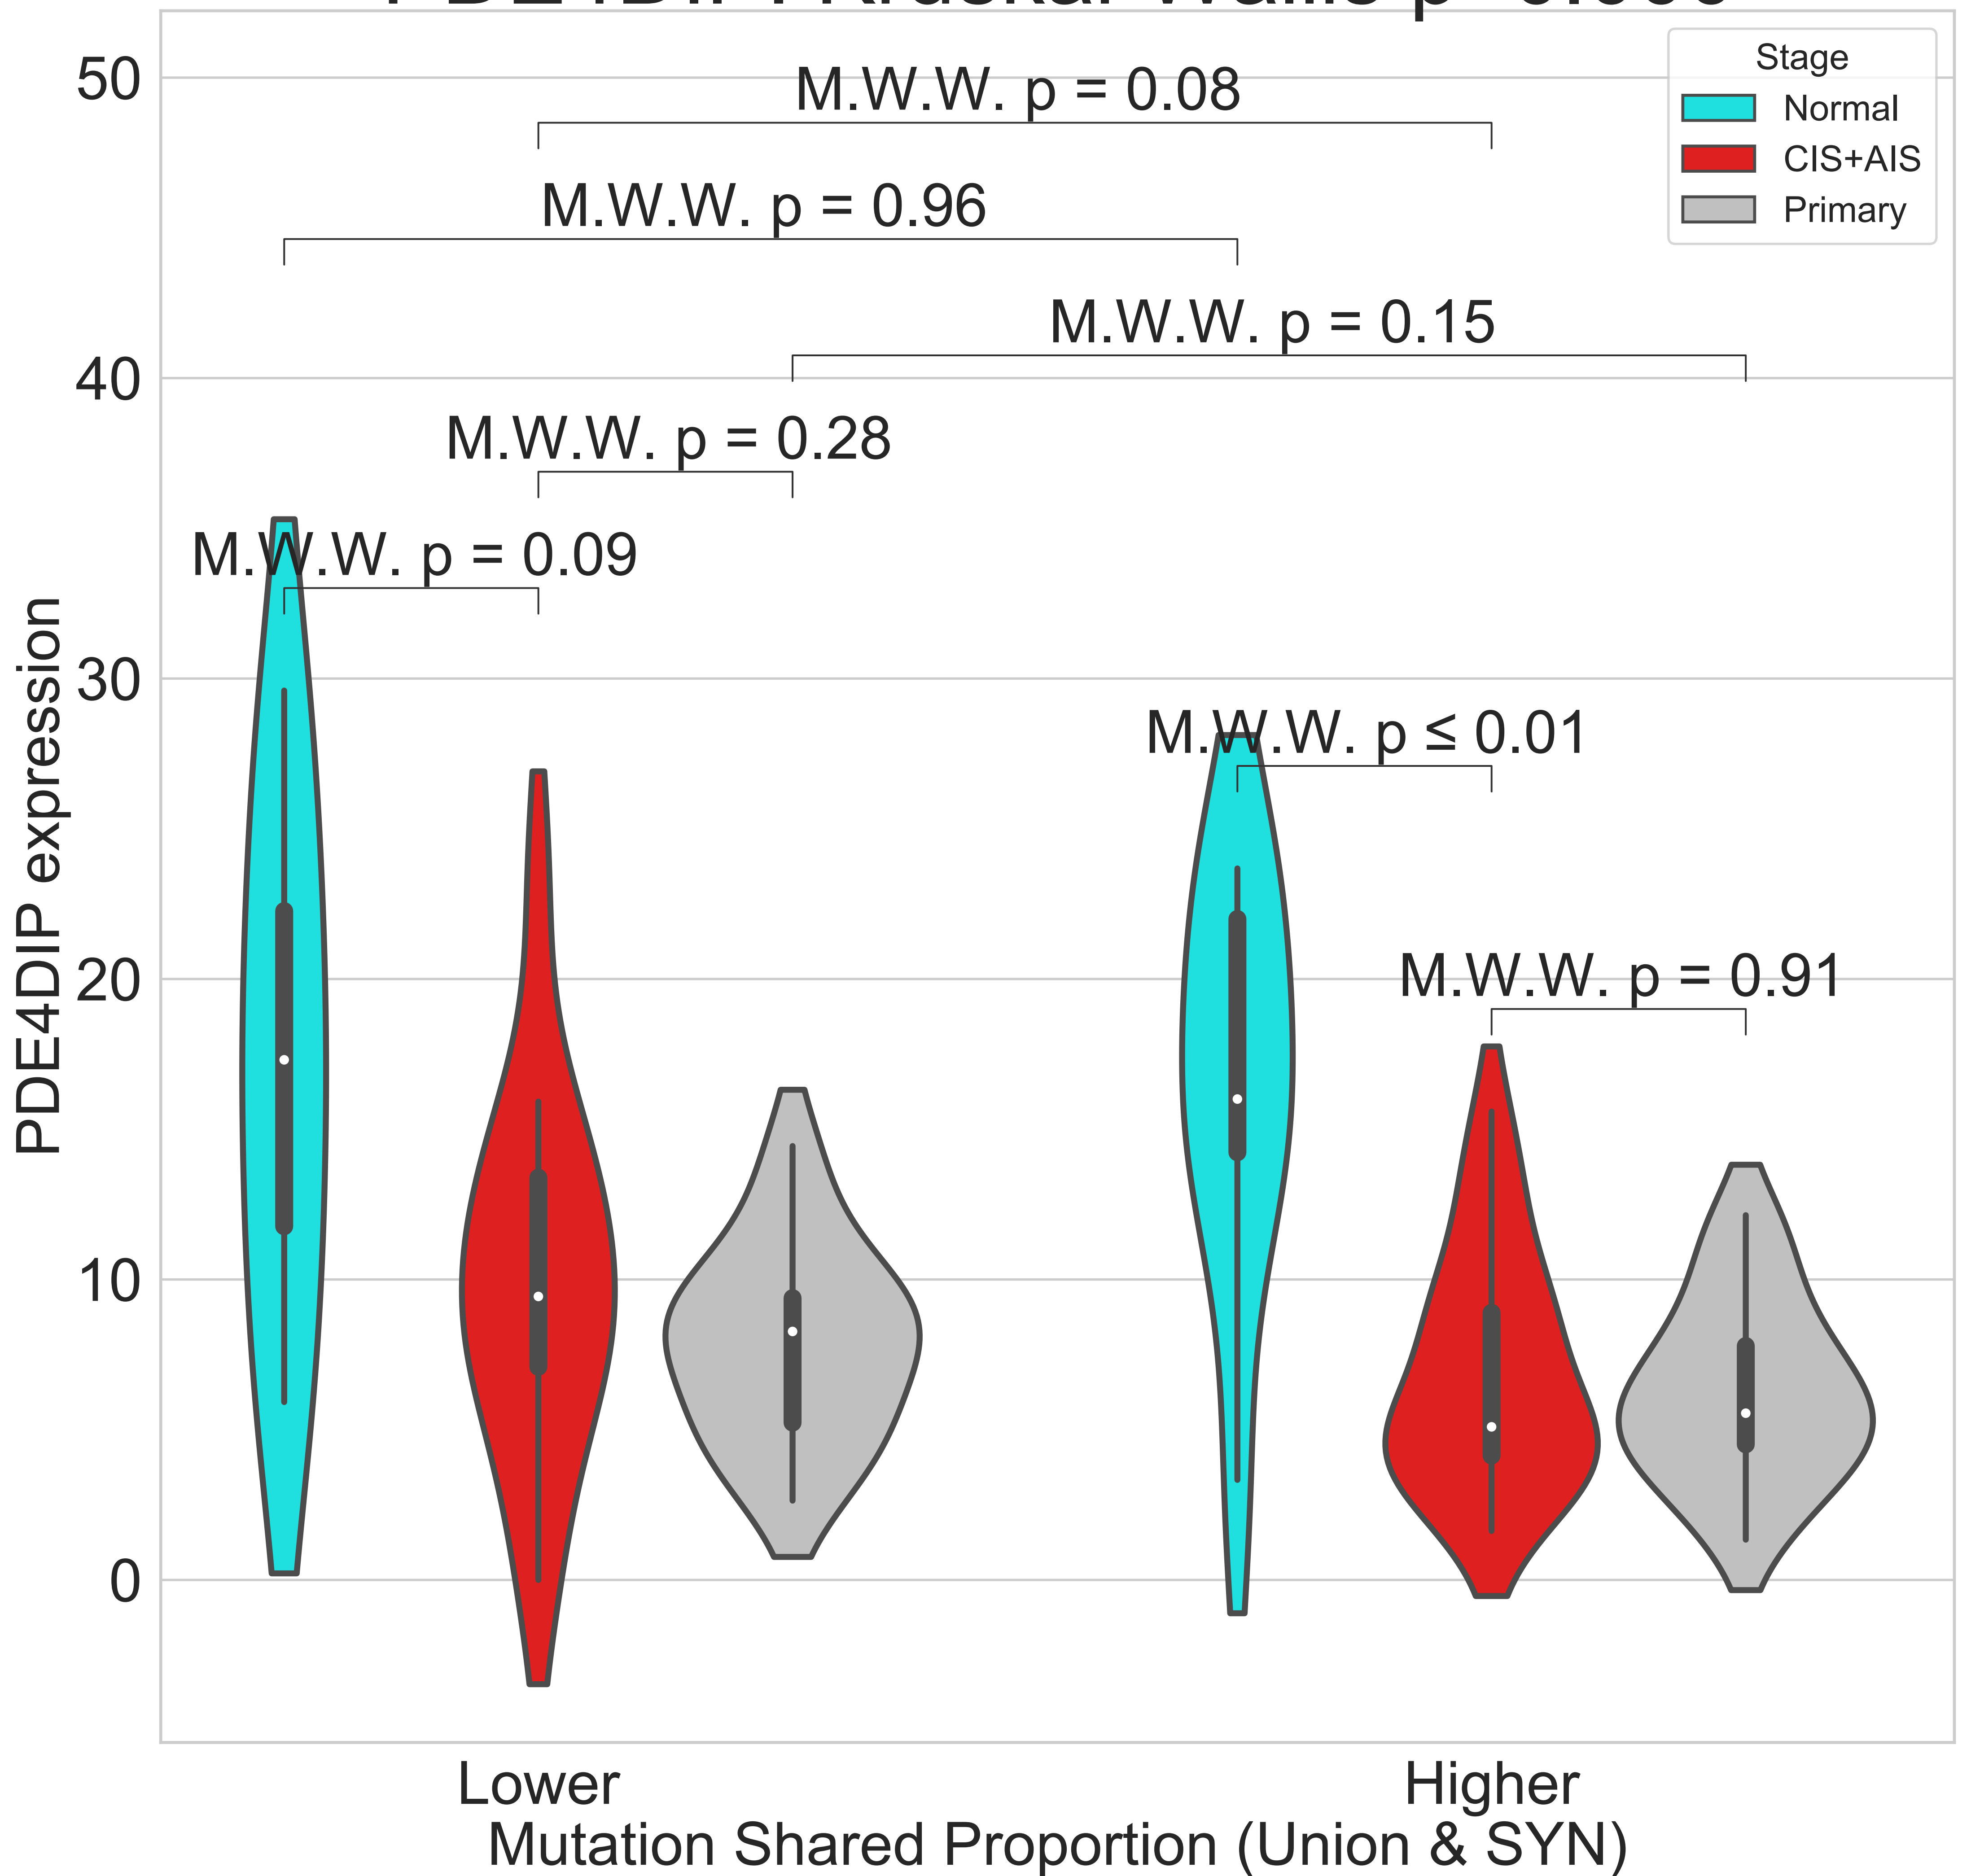 50
40
30
20
10
0
PDE4DIP expression
M.W.W. p = 0.08
M.W.W. p = 0.96
M.W.W. p = 0.15
M.W.W. p = 0.28
M.W.W. p = 0.09
M.W.W. p ≤ 0.01
M.W.W. p = 0.91
Stage
Normal
CIS+AIS
Primary
Lower
Higher
Mutation Shared Proportion (Union & SYN)